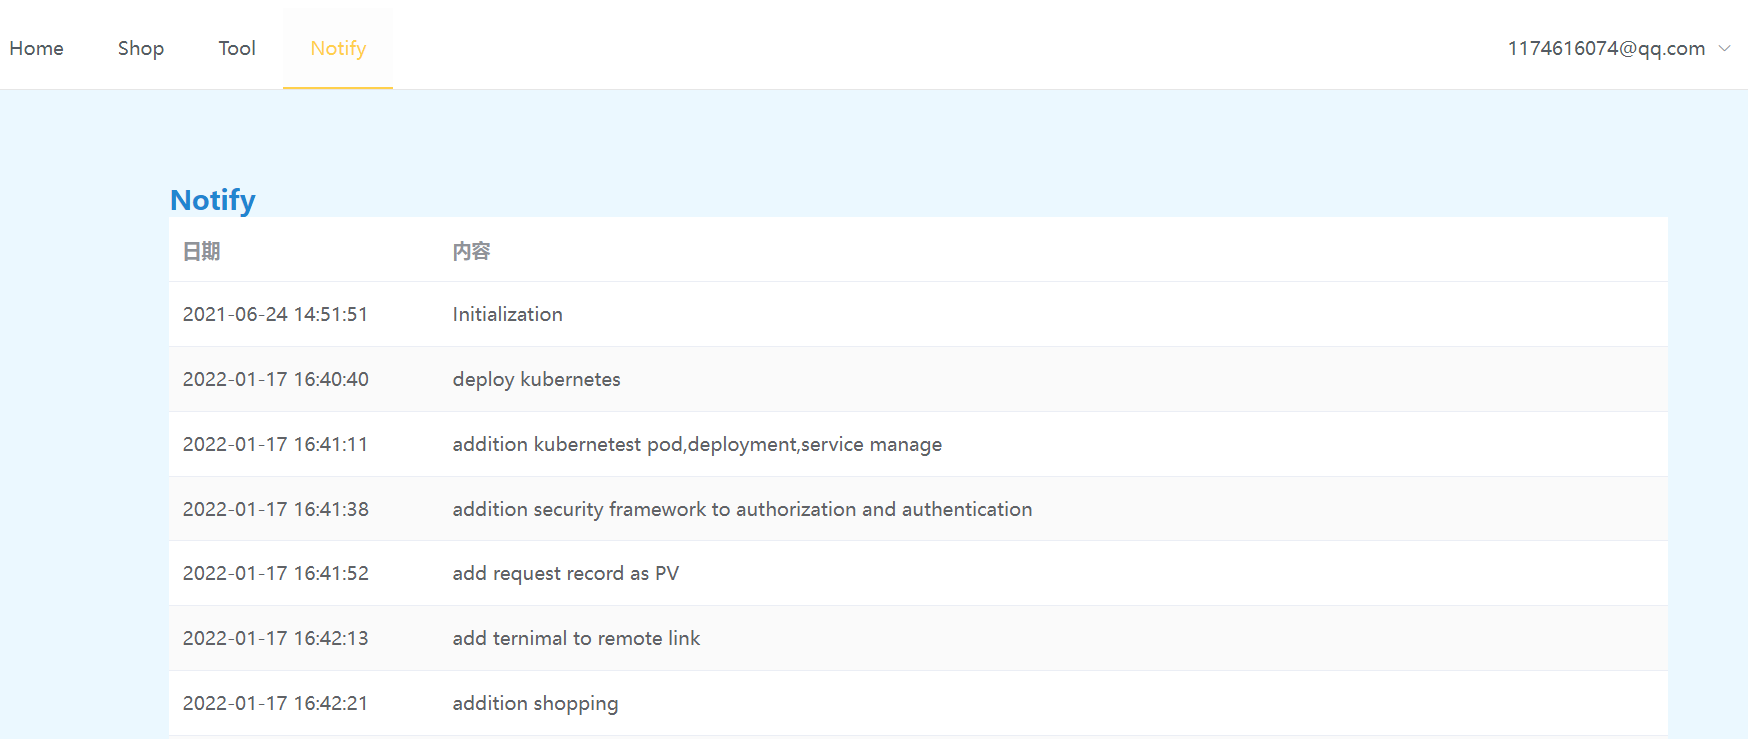 Home Shop Tool Notify 1174616074@qq.com
Notify
日期 内容
2021-06-24 14:51:51 Initialization
2022-01-17 16:40:40 deploy kubernetes
2022-01-17 16:41:11 addition kubernetest pod,deployment,service manage
2022-01-17 16:41:38 addition security framework to authorization and authentication
2022-01-17 16:41:52 add request record as PV
2022-01-17 16:42:13 add ternimal to remote link
2022-01-17 16:42:21 addition shopping